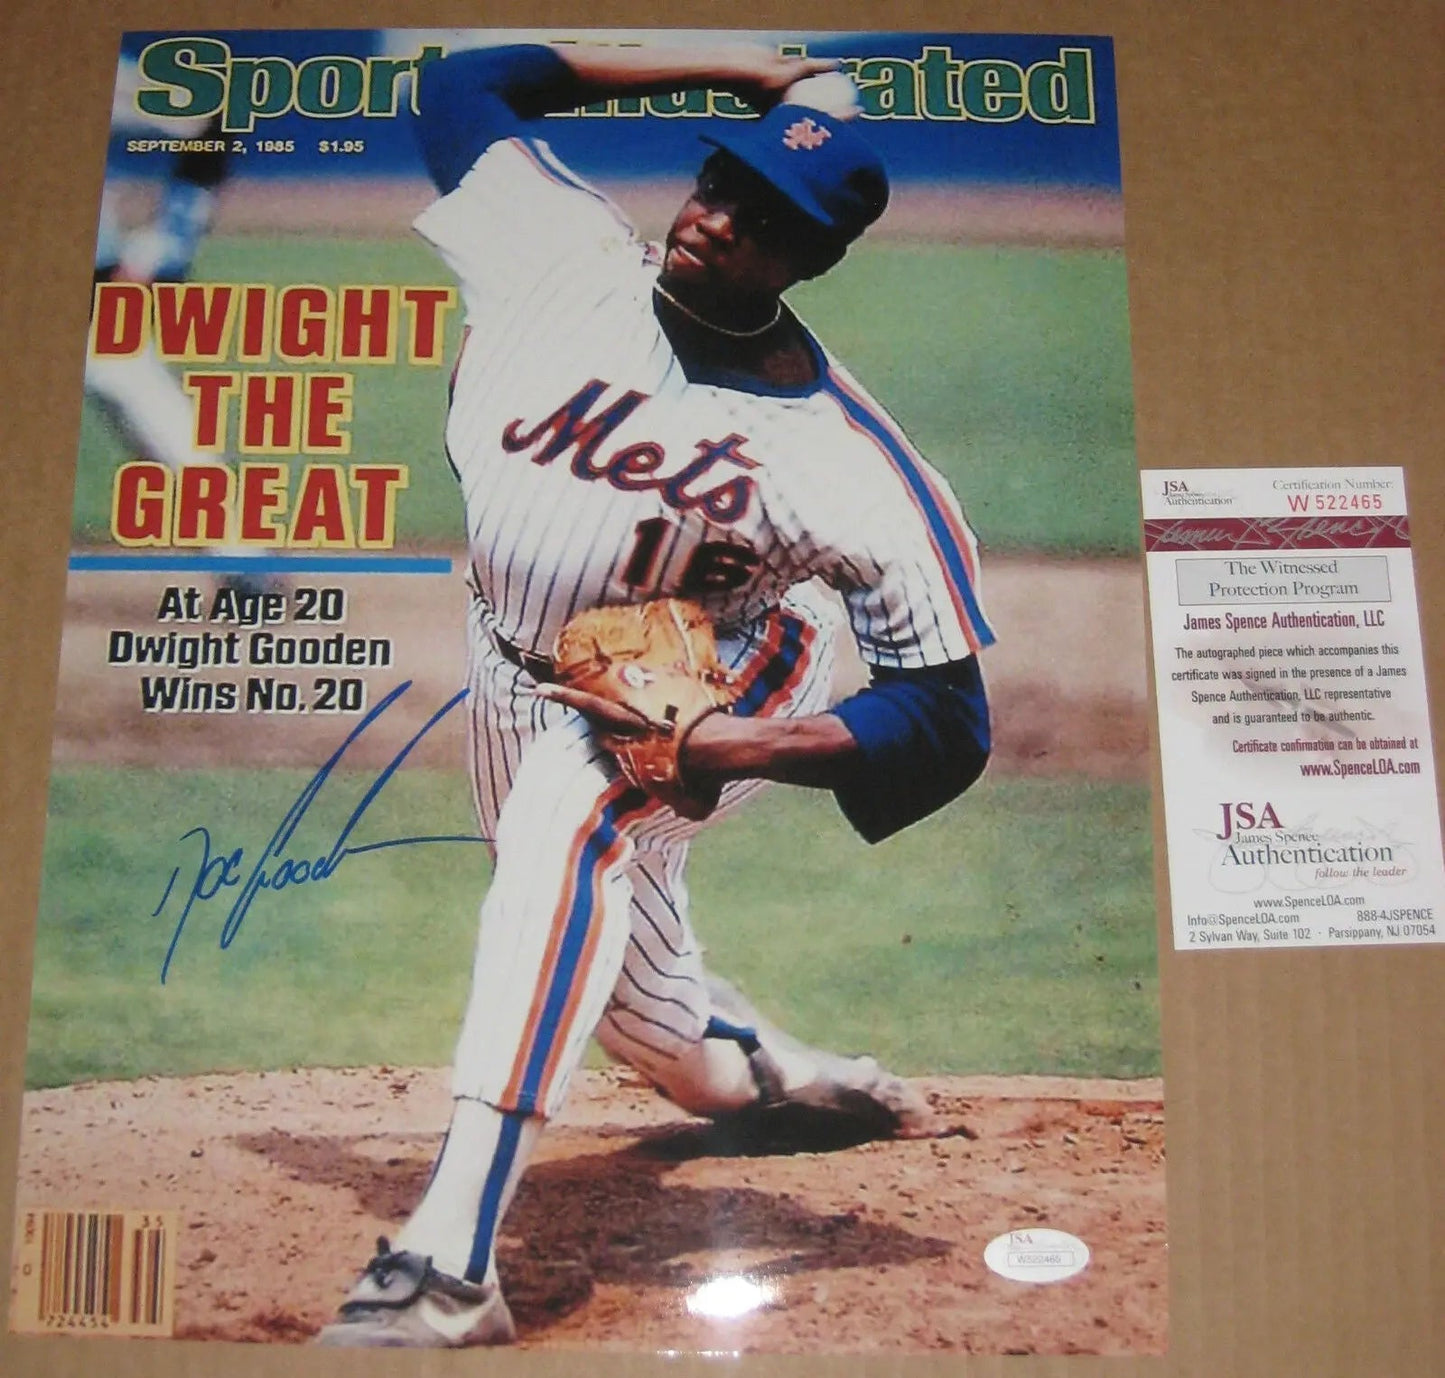 Sports Illustrated
SEPTEMBER 2, 1985 $1.95
DWIGHT
THE
GREAT
At Age 20
Dwight Gooden
Wins No. 20
Mets
16
Doc Gooden
35
724454
JSA
W522465
JSA
James Spence
Authentication
Certification Number:
W 522465
James Spence
The Witnessed
Protection Program
James Spence Authentication, LLC
The autographed piece which accompanies this
certificate was signed in the presence of a James
Spence Authentication, LLC representative
and is guaranteed to be authentic.
Certificate confirmation can be obtained at
www.SpenceLOA.com
JSA
James Spence
Authentication
follow the leader
www.SpenceLOA.com
Info@SpenceLOA.com 888-4JSPENCE
2 Sylvan Way, Suite 102 · Parsippany, NJ 07054